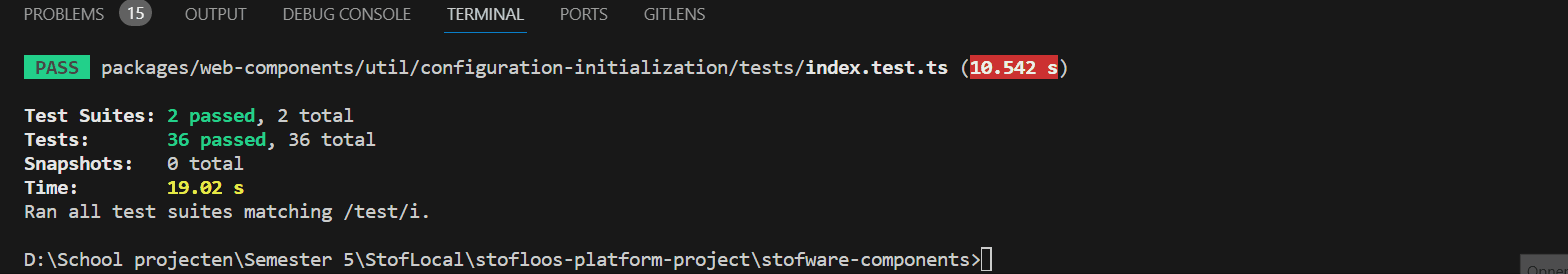 PROBLEMS 15 OUTPUT DEBUG CONSOLE TERMINAL PORTS GITLENS
PASS packages/web-components/util/configuration-initialization/tests/index.test.ts (10.542 s)
Test Suites: 2 passed, 2 total
Tests: 36 passed, 36 total
Snapshots: 0 total
Time: 19.02 s
Ran all test suites matching /test/i.
D:\School projecten\Semester 5\StofLocal\stofloos-platform-project\stofware-components>